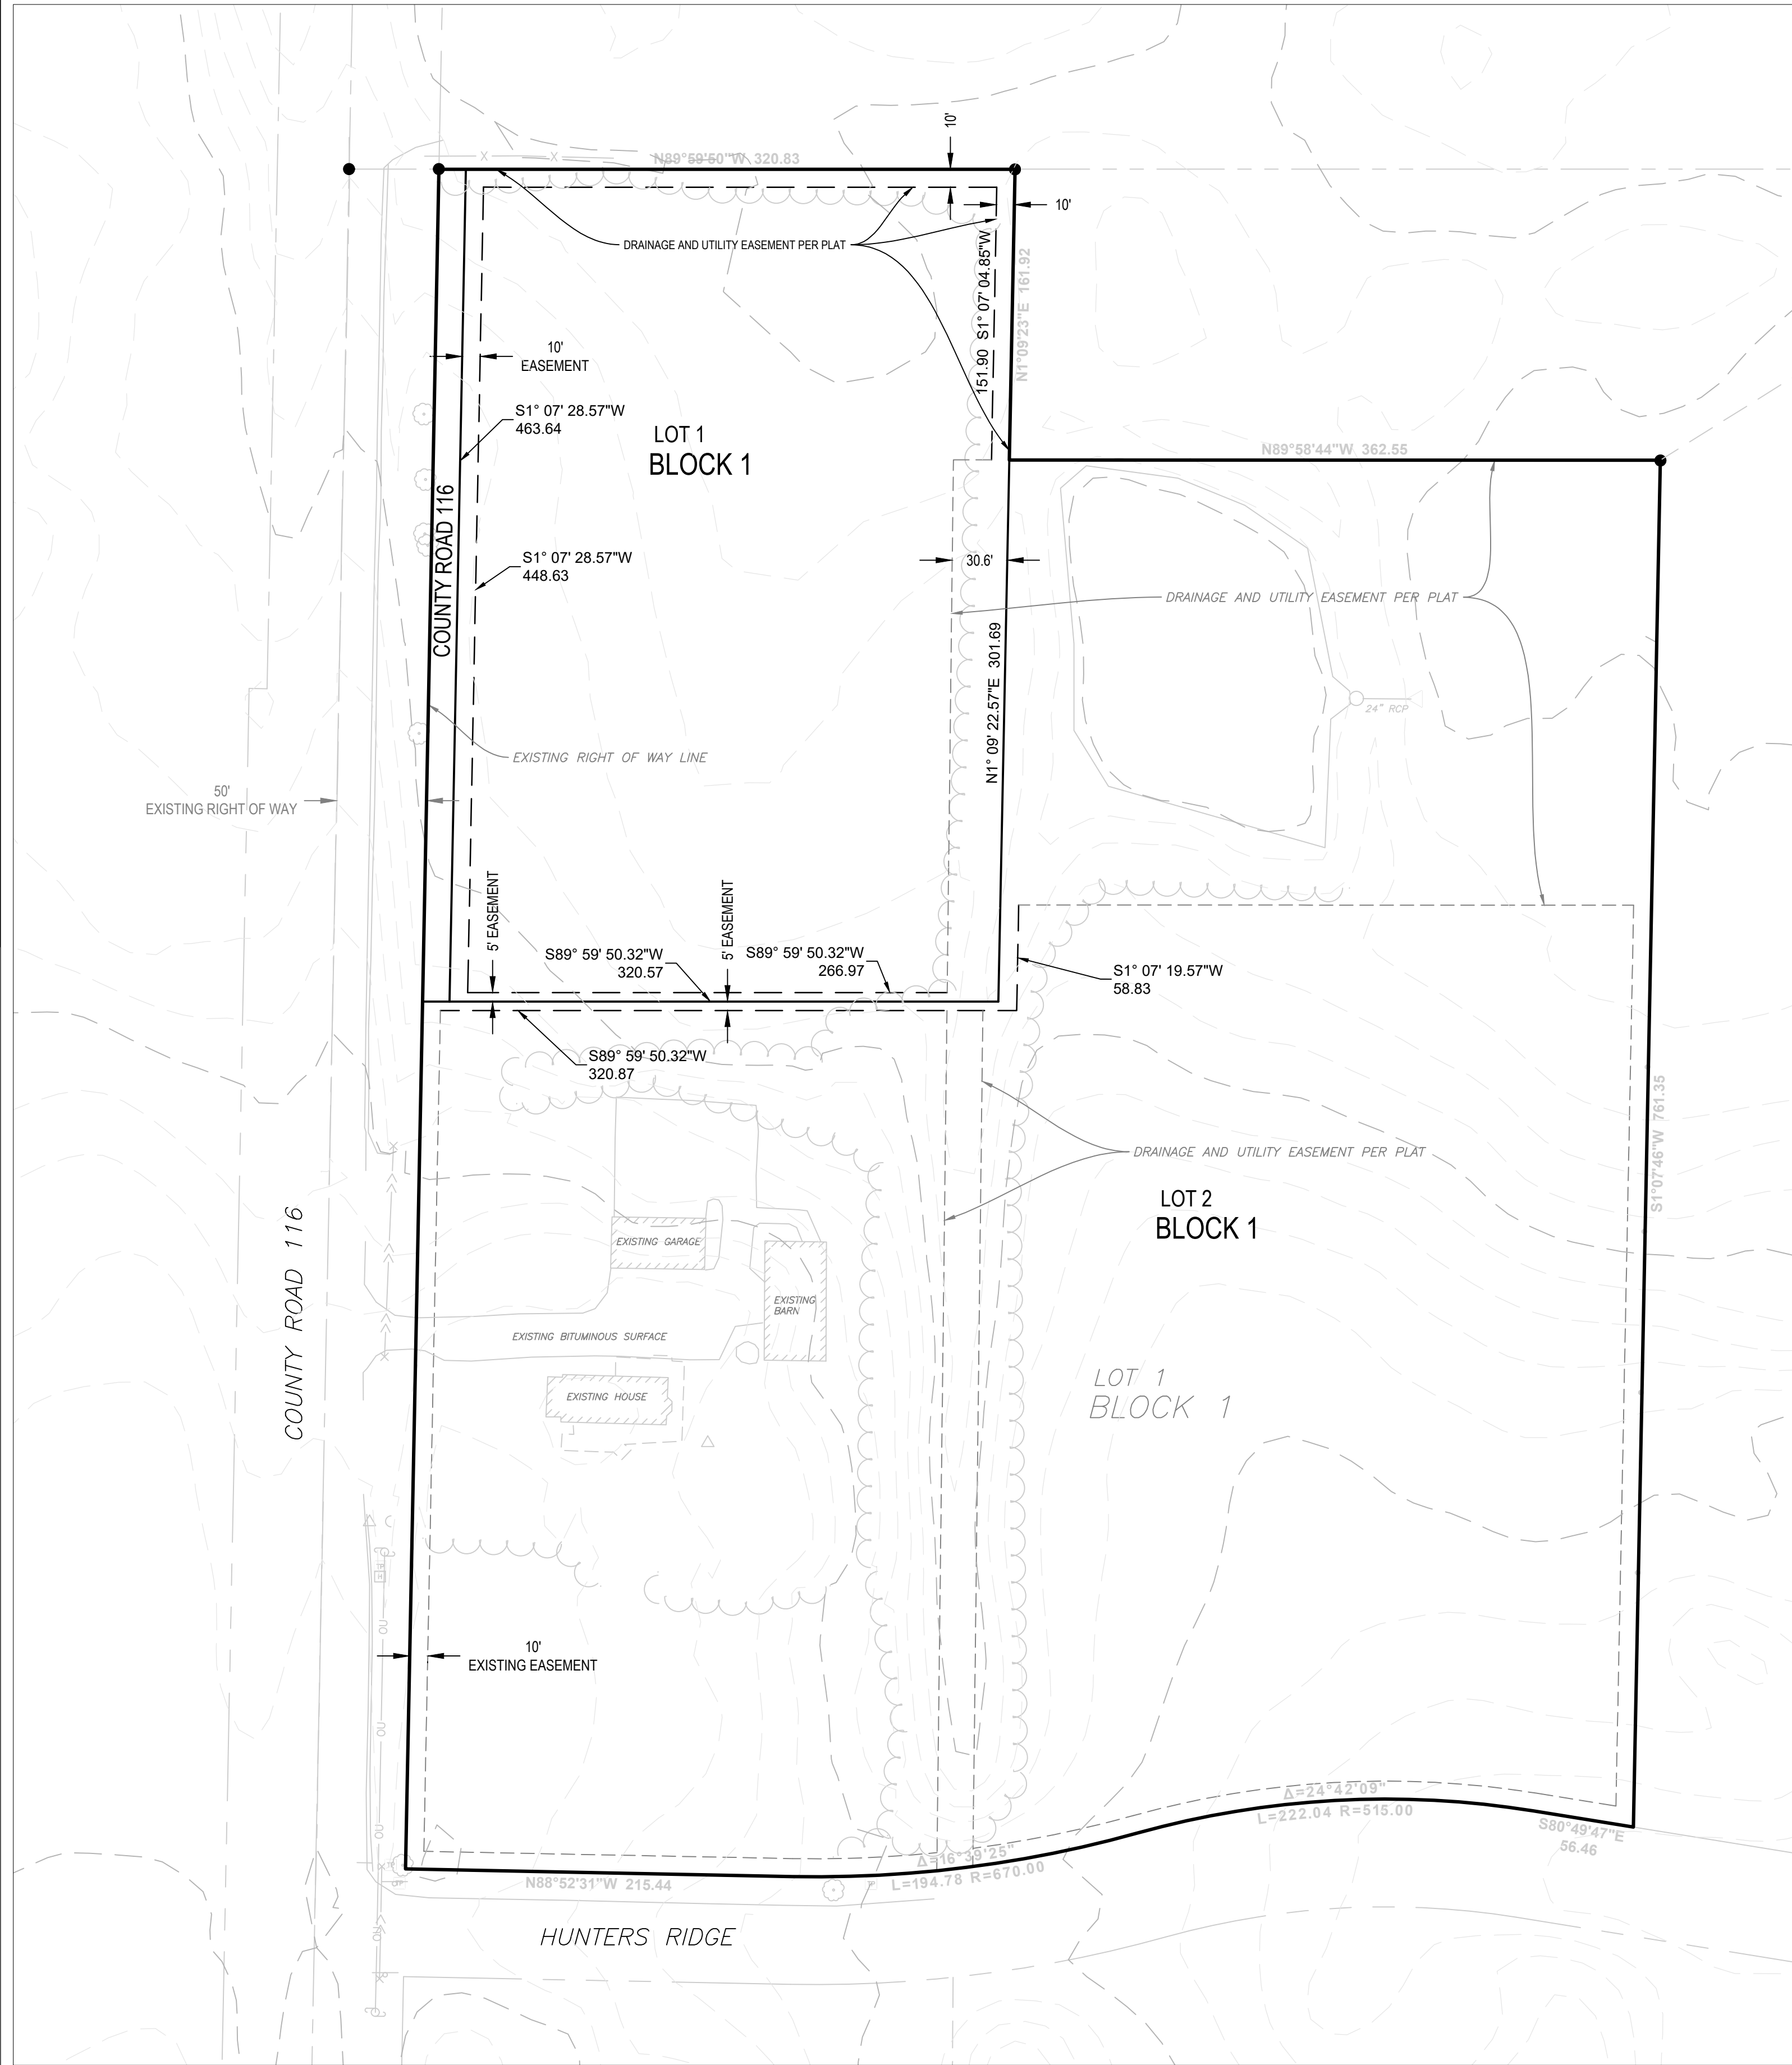 10'
N89°59'50"W 320.83
10'
DRAINAGE AND UTILITY EASEMENT PER PLAT
151.90 S1° 07' 04.85"W
N1°09'23"E 161.92
10'
EASEMENT
S1° 07' 28.57"W
463.64
LOT 1
BLOCK 1
N89°58'44"W 362.55
COUNTY ROAD 116
S1° 07' 28.57"W
448.63
30.6'
DRAINAGE AND UTILITY EASEMENT PER PLAT
N1° 09' 22.57"E 301.69
24" RCP
EXISTING RIGHT OF WAY LINE
50'
EXISTING RIGHT OF WAY
5' EASEMENT
5' EASEMENT
S89° 59' 50.32"W
320.57
S89° 59' 50.32"W
266.97
S1° 07' 19.57"W
58.83
S89° 59' 50.32"W
320.87
S1°07'46"W 761.35
DRAINAGE AND UTILITY EASEMENT PER PLAT
LOT 2
BLOCK 1
EXISTING GARAGE
EXISTING
BARN
COUNTY ROAD 116
EXISTING BITUMINOUS SURFACE
EXISTING HOUSE
LOT 1
BLOCK 1
H
UO
10'
EXISTING EASEMENT
UO
UO
Δ=24°42'09"
L=222.04 R=515.00
S80°49'47"E
56.46
Δ=16°39'25"
L=194.78 R=670.00
N88°52'31"W 215.44
UO
HUNTERS RIDGE